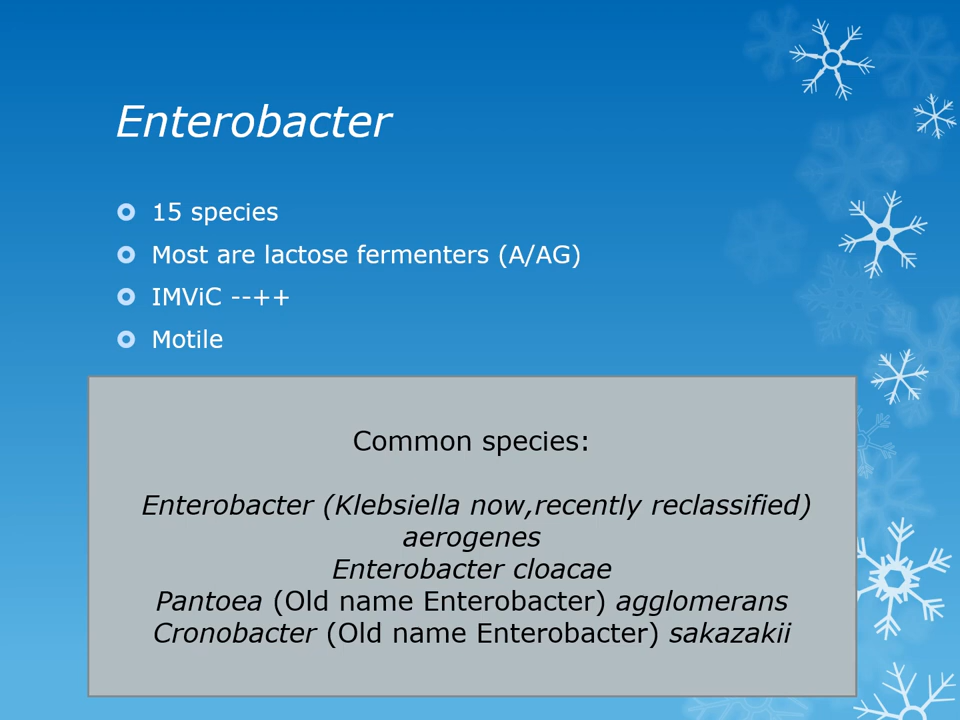 Enterobacter
15 species
Most are lactose fermenters (A/AG)
IMViC --++
Motile
Common species:
Enterobacter (Klebsiella now,recently reclassified)
aerogenes
Enterobacter cloacae
Pantoea (Old name Enterobacter) agglomerans
Cronobacter (Old name Enterobacter) sakazakii